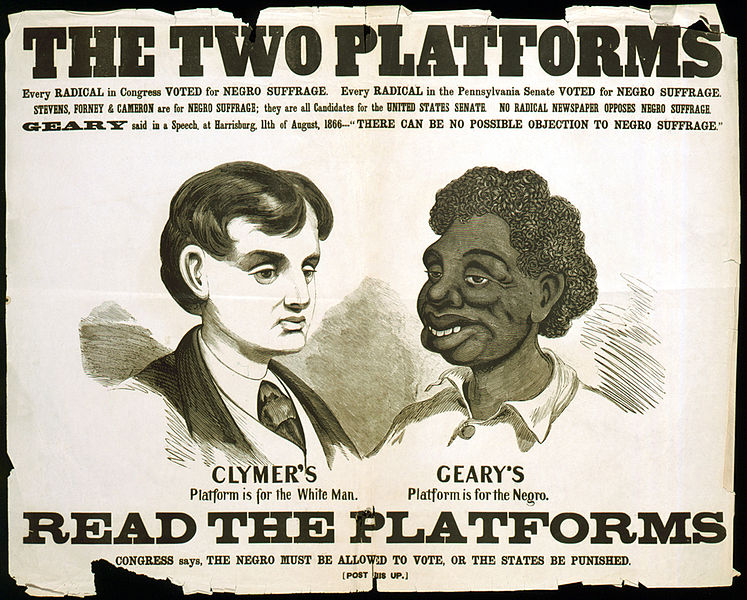 THE TWO PLATFORMS
Every RADICAL in Congress VOTED for NEGRO SUFFRAGE. Every RADICAL in the Pennsylvania Senate VOTED for NEGRO SUFFRAGE.
STEVENS, FORNEY & CAMERON are for NEGRO SUFFRAGE; they are all Candidates for the UNITED STATES SENATE. NO RADICAL NEWSPAPER OPPOSES NEGRO SUFFRAGE.
GEARY said in a Speech, at Harrisburg, 11th of August, 1866—"THERE CAN BE NO POSSIBLE OBJECTION TO NEGRO SUFFRAGE."
CLYMER'S
Platform is for the White Man.
GEARY'S
Platform is for the Negro.
READ THE PLATFORMS
CONGRESS says, THE NEGRO MUST BE ALLOWED TO VOTE, OR THE STATES BE PUNISHED.
[POST HIS UP.]